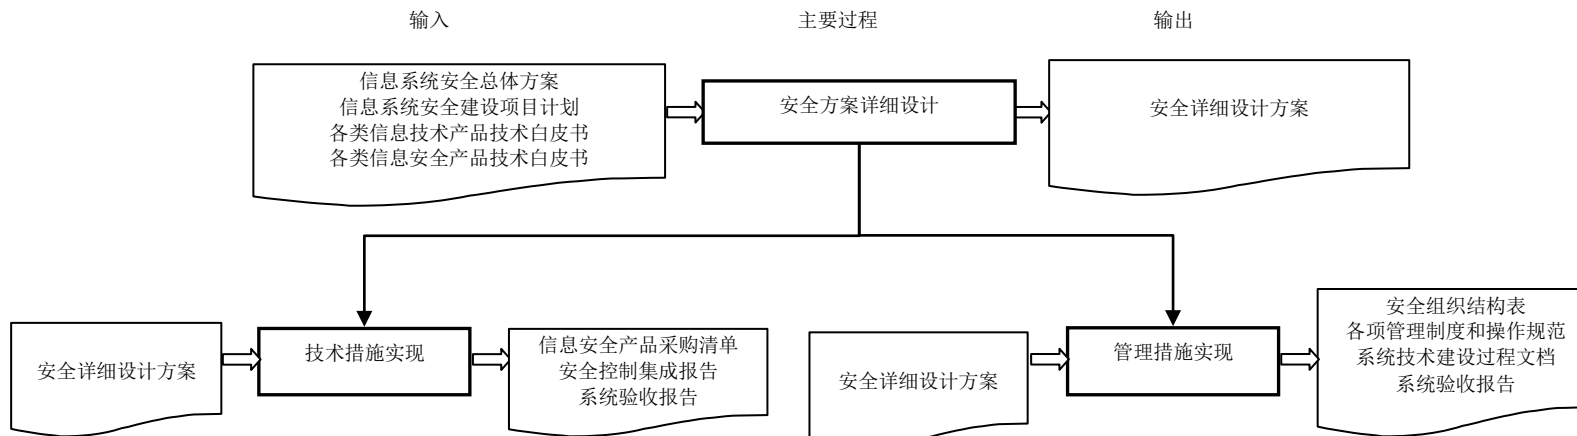 输入
主要过程
输出
信息系统安全总体方案
信息系统安全建设项目计划
各类信息技术产品技术白皮书
各类信息安全产品技术白皮书
安全方案详细设计
安全详细设计方案
安全详细设计方案
技术措施实现
信息安全产品采购清单
安全控制集成报告
系统验收报告
安全详细设计方案
管理措施实现
安全组织结构表
各项管理制度和操作规范
系统技术建设过程文档
系统验收报告